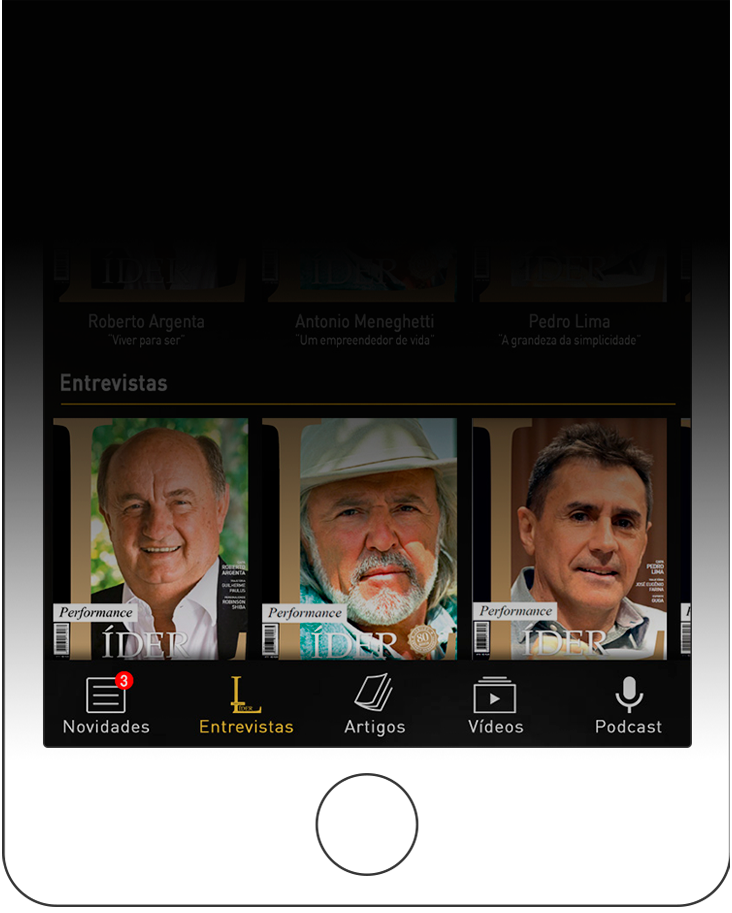 ÍDER ÍDER ÍDER
Roberto Argenta Antonio Meneghetti Pedro Lima
"Viver para ser" "Um empreendedor de vida" "A grandeza da simplicidade"
Entrevistas
ROBERTO
ARGENTA
GUILHERME
PAULUS
ROBINSON
SHIBA
PEDRO
LIMA
JOSÉ EUGÊNIO
FARINA
GUGA
Performance Performance Performance
ÍDER ÍDER ÍDER
80
3
Novidades Entrevistas Artigos Vídeos Podcast